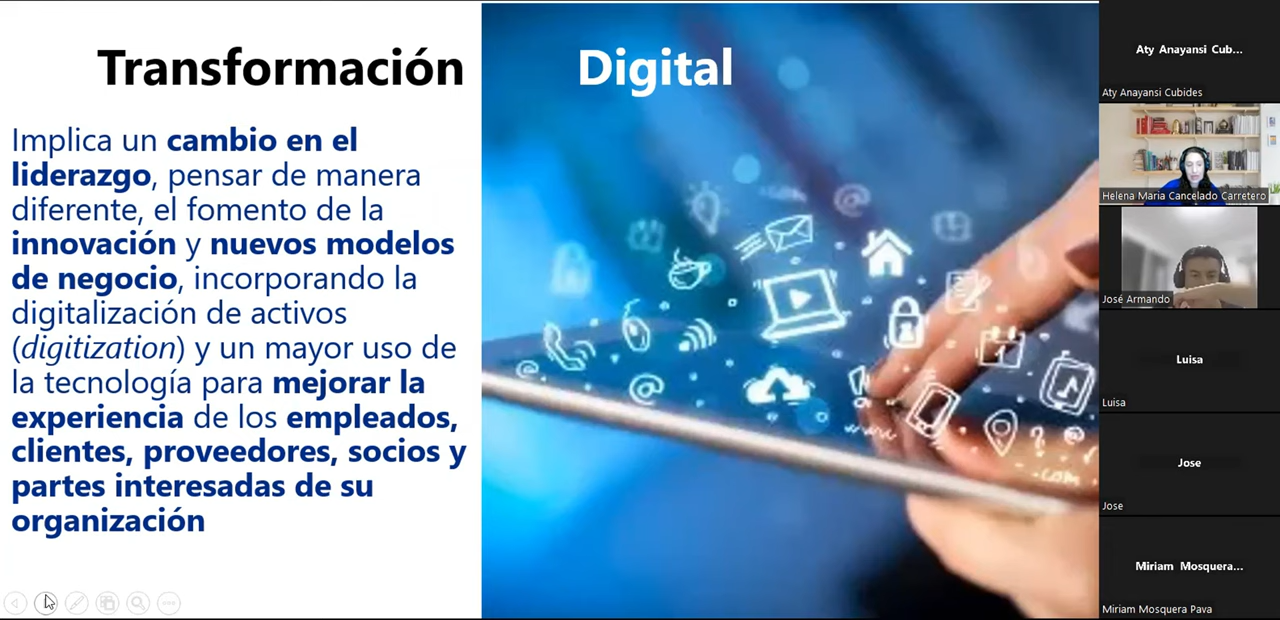 Transformación Digital
Implica un cambio en el
liderazgo, pensar de manera
diferente, el fomento de la
innovación y nuevos modelos
de negocio, incorporando la
digitalización de activos
(digitization) y un mayor uso de
la tecnología para mejorar la
experiencia de los empleados,
clientes, proveedores, socios y
partes interesadas de su
organización
www
.com
Aty Anayansi Cub...
Aty Anayansi Cubides
Helena Maria Cancelado Carretero
José Armando
Luisa
Luisa
Jose
Jose
Miriam Mosquera...
Miriam Mosquera Pava